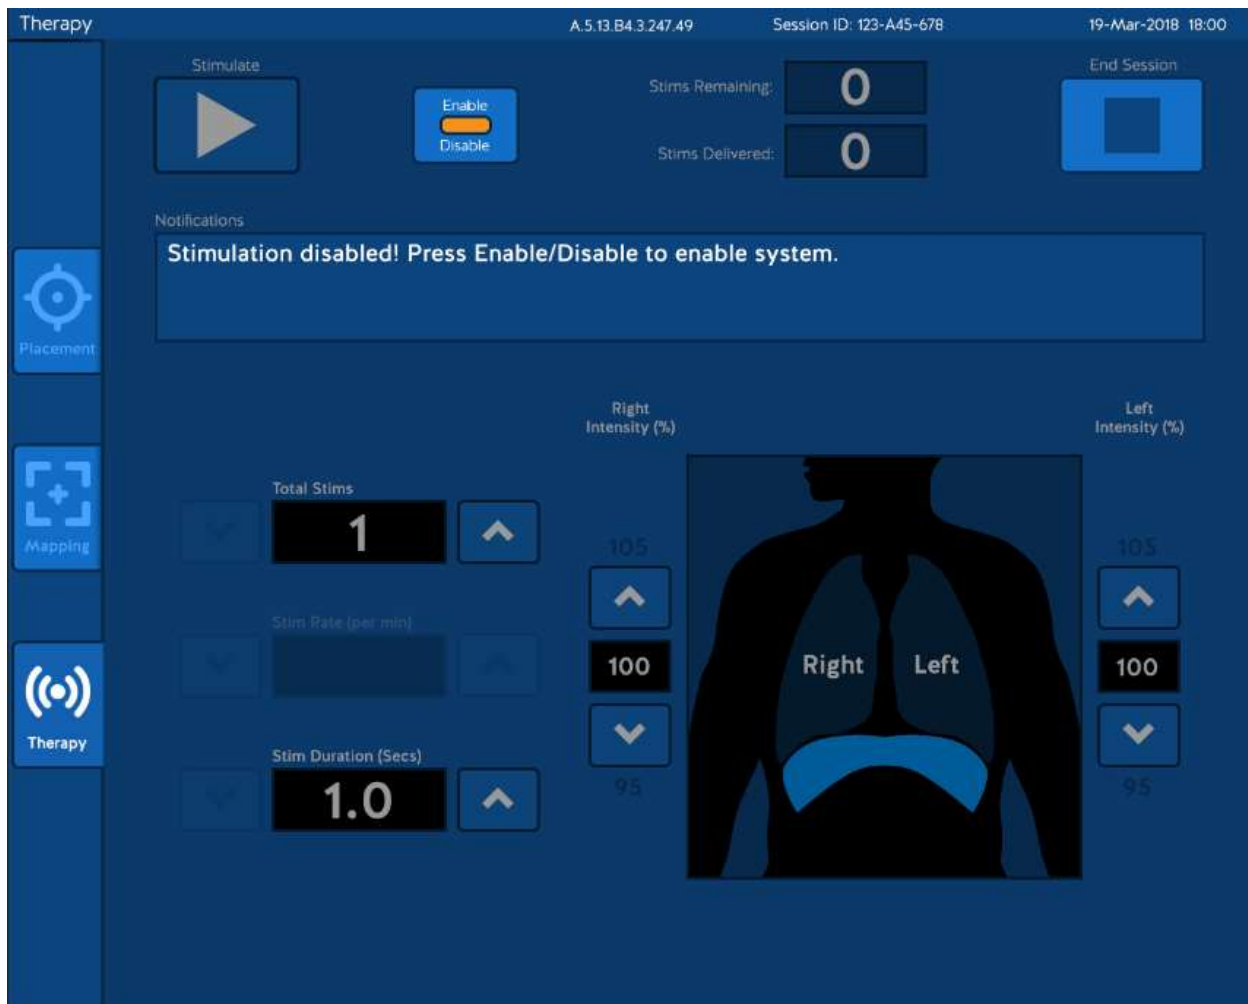 Therapy
A.5.13.B4.3.247.49
Session ID: 123-A45-678
19-Mar-2018 18:00
Stimulate
Enable
Disable
Stims Remaining:
0
Stims Delivered:
0
End Session
Notifications
Stimulation disabled! Press Enable/Disable to enable system.
Placement
Mapping
Therapy
Total Stims
1
Stim Rate (per min)
Stim Duration (Secs)
1.0
Right
Intensity (%)
105
100
95
Right
Left
Left
Intensity (%)
105
100
95